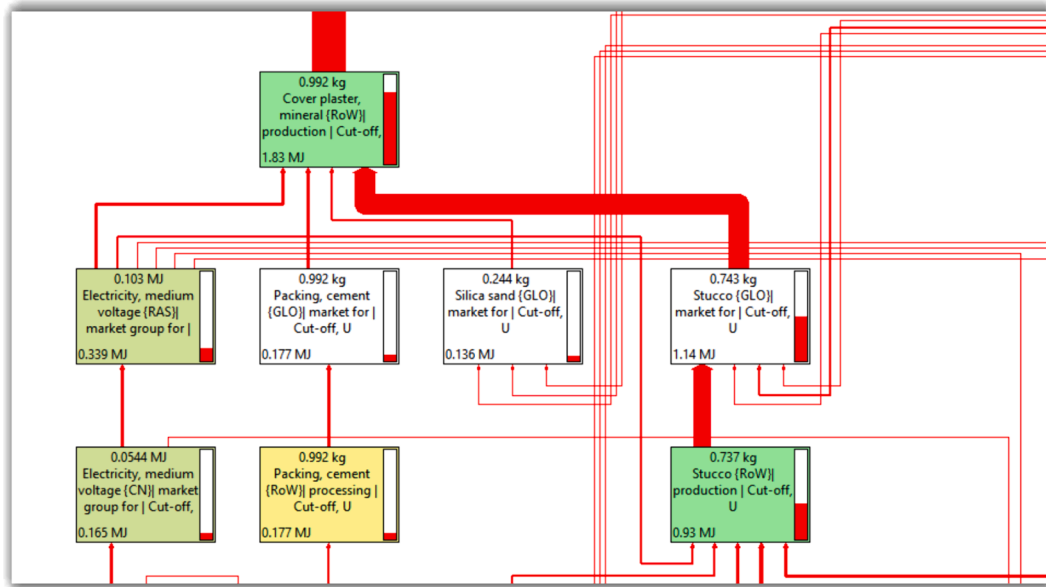 0.992 kg
Cover plaster,
mineral {RoW}|
production | Cut-off,
1.83 MJ
0.103 MJ
Electricity, medium
voltage {RAS}|
market group for |
0.339 MJ
0.992 kg
Packing, cement
{GLO}| market for |
Cut-off, U
0.177 MJ
0.244 kg
Silica sand {GLO}|
market for | Cut-off,
U
0.136 MJ
0.743 kg
Stucco {GLO}|
market for | Cut-off,
U
1.14 MJ
0.0544 MJ
Electricity, medium
voltage {CN}| market
group for | Cut-off,
0.165 MJ
0.992 kg
Packing, cement
{RoW}| processing |
Cut-off, U
0.177 MJ
0.737 kg
Stucco {RoW}|
production | Cut-off,
U
0.93 MJ